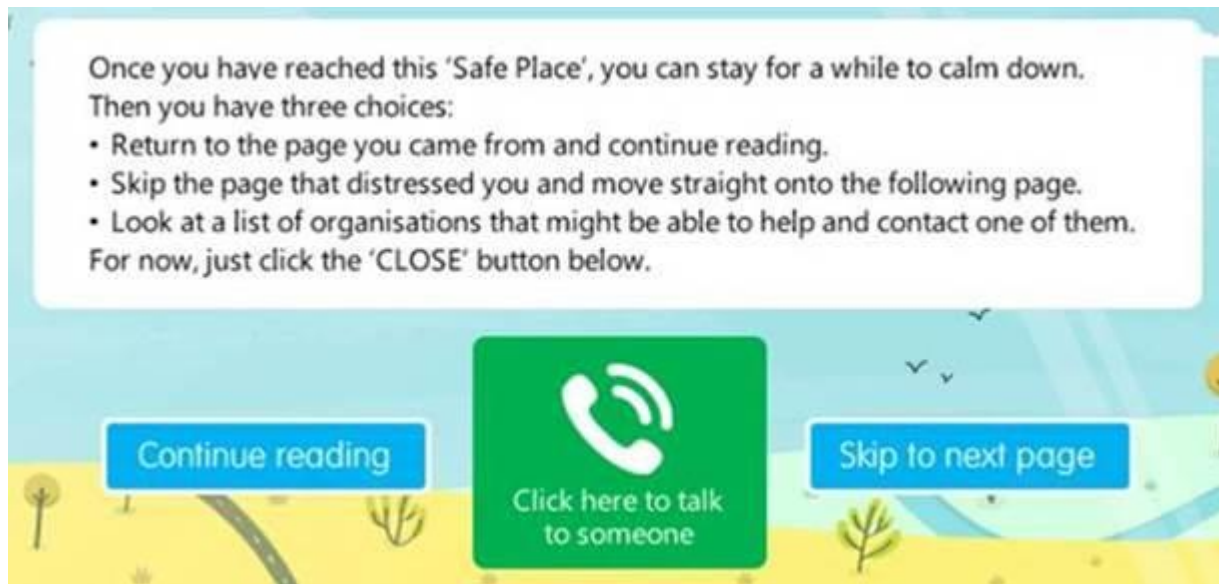 Once you have reached this ‘Safe Place’, you can stay for a while to calm down.
Then you have three choices:
• Return to the page you came from and continue reading.
• Skip the page that distressed you and move straight onto the following page.
• Look at a list of organisations that might be able to help and contact one of them.
For now, just click the ‘CLOSE’ button below.
Continue reading
Click here to talk
to someone
Skip to next page